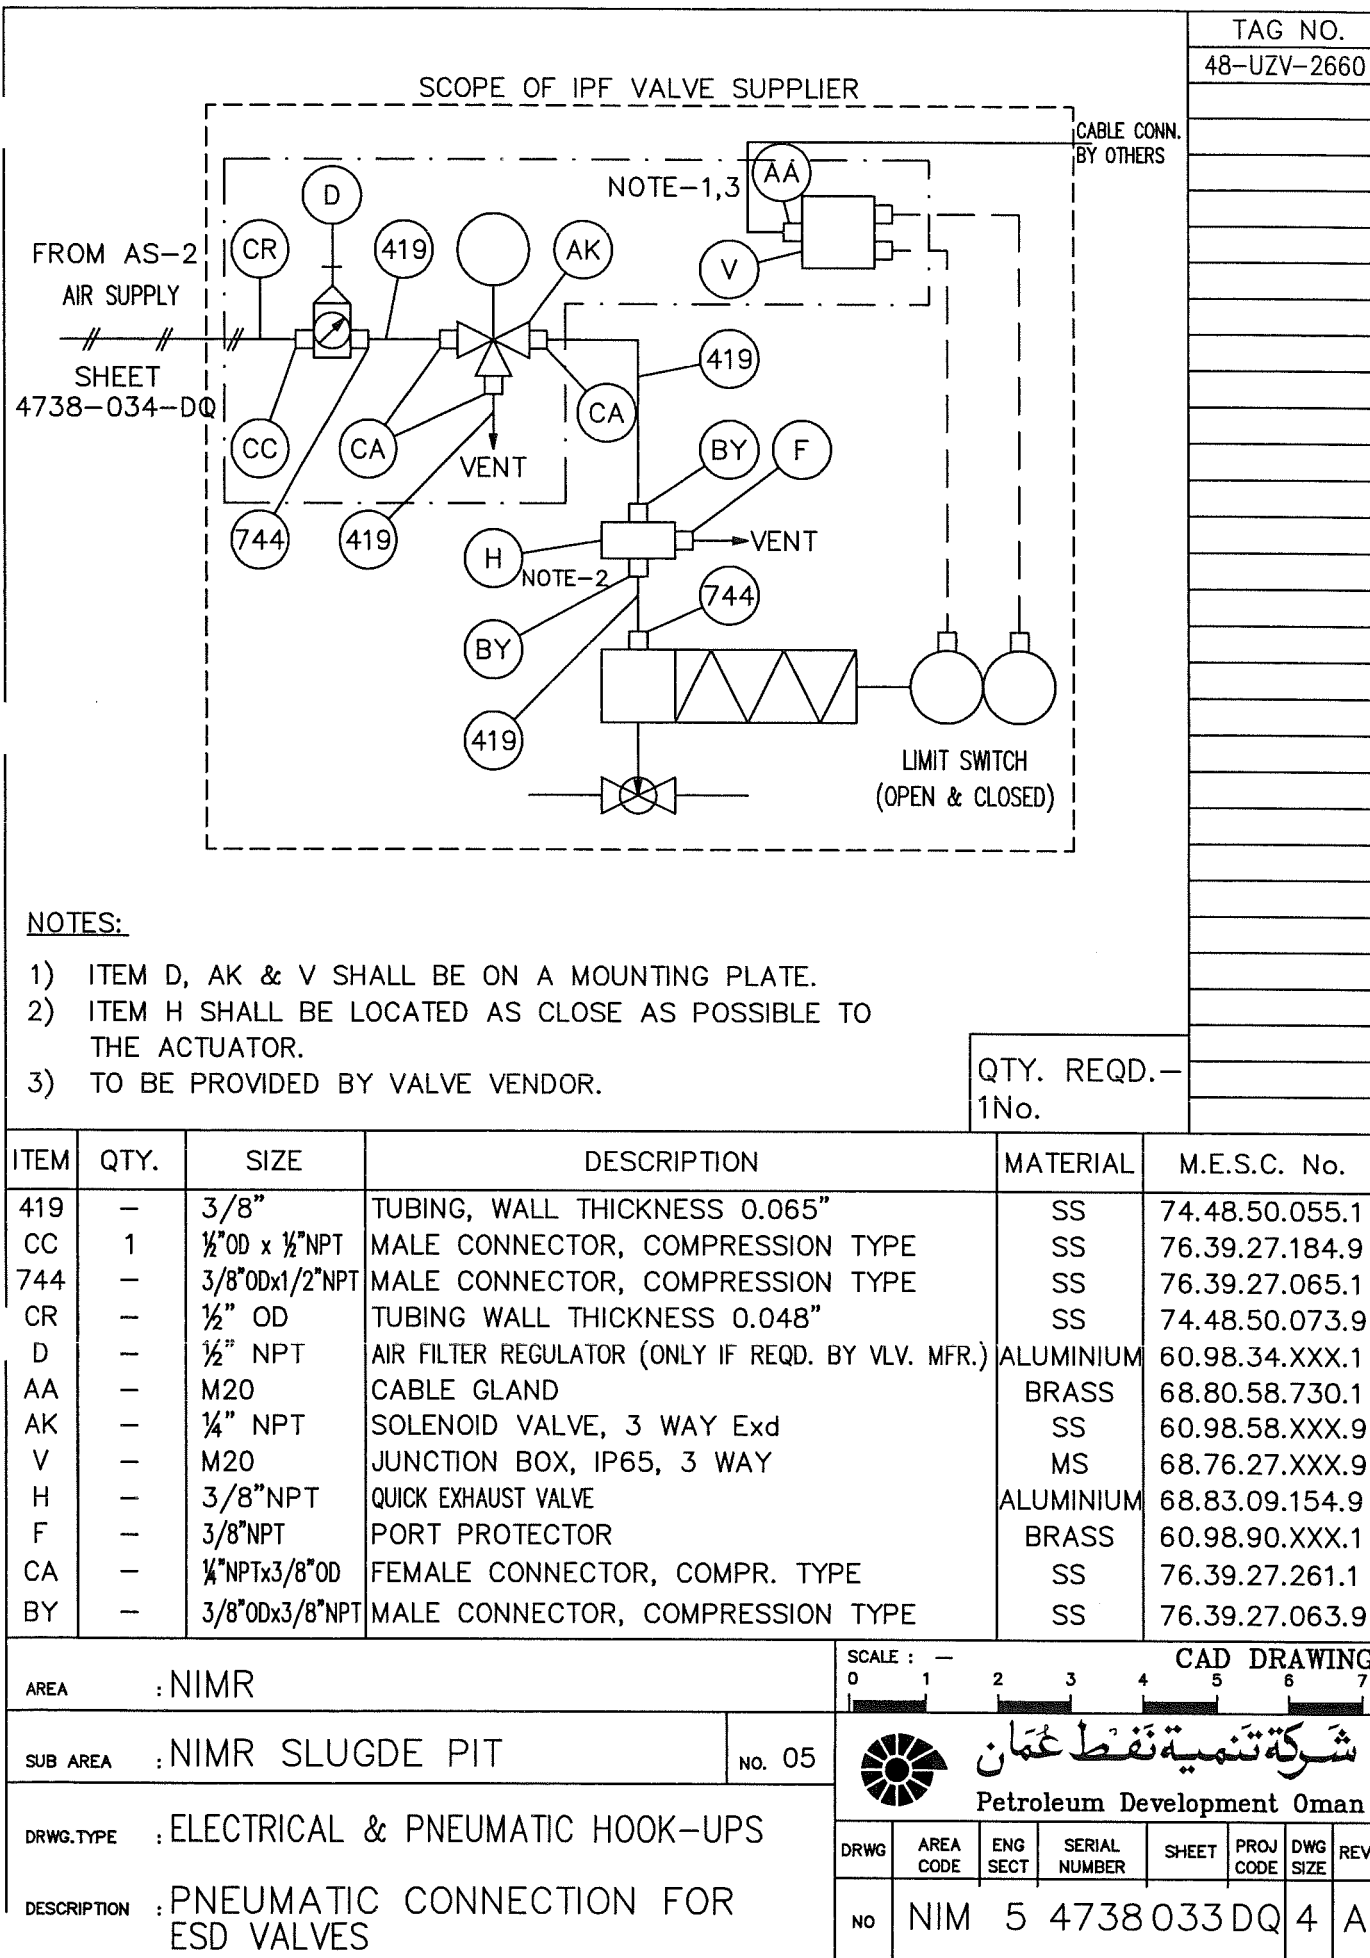 TAG NO.
48-UZV-2660
SCOPE OF IPF VALVE SUPPLIER
CABLE CONN.
BY OTHERS
NOTE-1,3
AA
D
CR
419
AK
V
FROM AS-2
AIR SUPPLY
SHEET
4738-034-DQ
419
CA
CC
CA
VENT
BY
F
744
419
H
NOTE-2
VENT
744
BY
419
LIMIT SWITCH
(OPEN & CLOSED)
NOTES:
1) ITEM D, AK & V SHALL BE ON A MOUNTING PLATE.
2) ITEM H SHALL BE LOCATED AS CLOSE AS POSSIBLE TO
THE ACTUATOR.
3) TO BE PROVIDED BY VALVE VENDOR.
QTY. REQD.-
1No.
ITEM QTY. SIZE DESCRIPTION MATERIAL M.E.S.C. No.
419 - 3/8" TUBING, WALL THICKNESS 0.065" SS 74.48.50.055.1
CC 1 ½"OD x ½"NPT MALE CONNECTOR, COMPRESSION TYPE SS 76.39.27.184.9
744 - 3/8"ODx1/2"NPT MALE CONNECTOR, COMPRESSION TYPE SS 76.39.27.065.1
CR - ½" OD TUBING WALL THICKNESS 0.048" SS 74.48.50.073.9
D - ½" NPT AIR FILTER REGULATOR (ONLY IF REQD. BY VLV. MFR.) ALUMINIUM 60.98.34.XXX.1
AA - M20 CABLE GLAND BRASS 68.80.58.730.1
AK - ¼" NPT SOLENOID VALVE, 3 WAY Exd SS 60.98.58.XXX.9
V - M20 JUNCTION BOX, IP65, 3 WAY MS 68.76.27.XXX.9
H - 3/8"NPT QUICK EXHAUST VALVE ALUMINIUM 68.83.09.154.9
F - 3/8"NPT PORT PROTECTOR BRASS 60.98.90.XXX.1
CA - ¼"NPTx3/8"OD FEMALE CONNECTOR, COMPR. TYPE SS 76.39.27.261.1
BY - 3/8"ODx3/8"NPT MALE CONNECTOR, COMPRESSION TYPE SS 76.39.27.063.9
AREA : NIMR
SUB AREA : NIMR SLUGDE PIT NO. 05
DRWG.TYPE : ELECTRICAL & PNEUMATIC HOOK-UPS
DESCRIPTION : PNEUMATIC CONNECTION FOR
ESD VALVES
SCALE : - CAD DRAWING
0 1 2 3 4 5 6 7
شركة تنمية نفط عُمان
Petroleum Development Oman
DRWG AREA CODE ENG SECT SERIAL NUMBER SHEET PROJ CODE DWG SIZE REV
NO NIM 5 4738 033 DQ 4 A